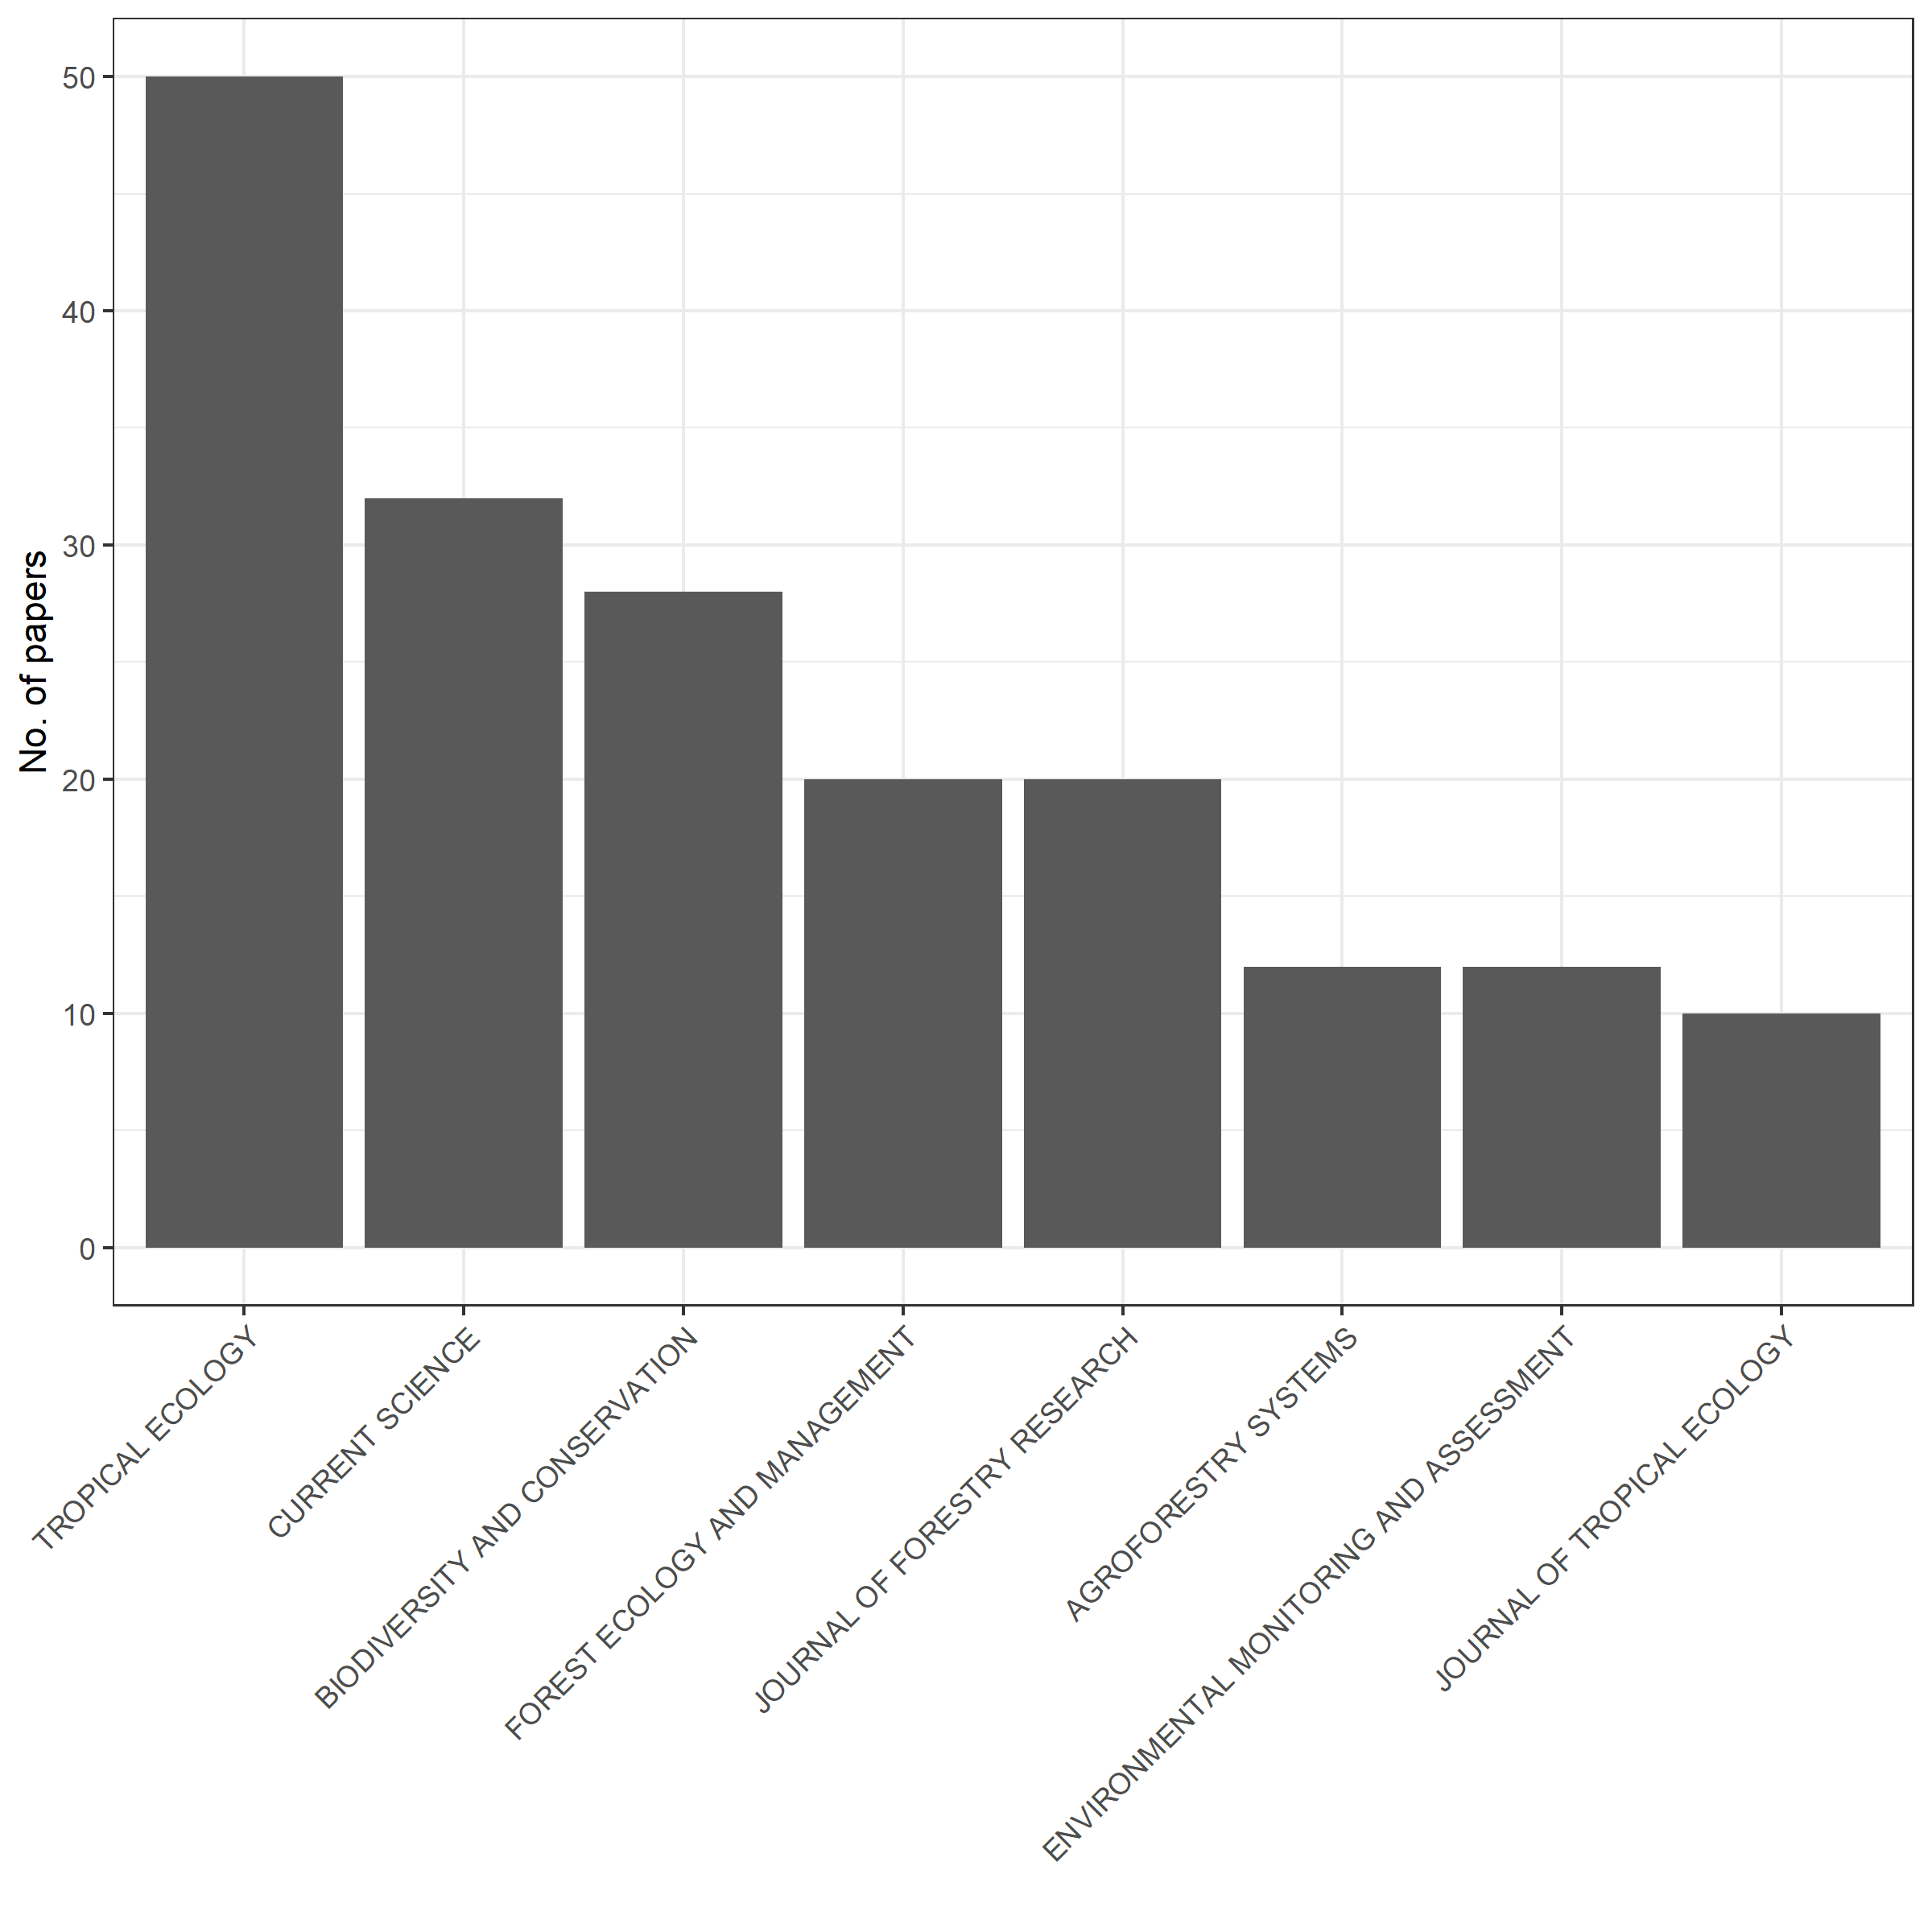 No. of papers
50
40
30
20
10
0
TROPICAL ECOLOGY
CURRENT SCIENCE
BIODIVERSITY AND CONSERVATION
FOREST ECOLOGY AND MANAGEMENT
JOURNAL OF FORESTRY RESEARCH
AGROFORESTRY SYSTEMS
ENVIRONMENTAL MONITORING AND ASSESSMENT
JOURNAL OF TROPICAL ECOLOGY